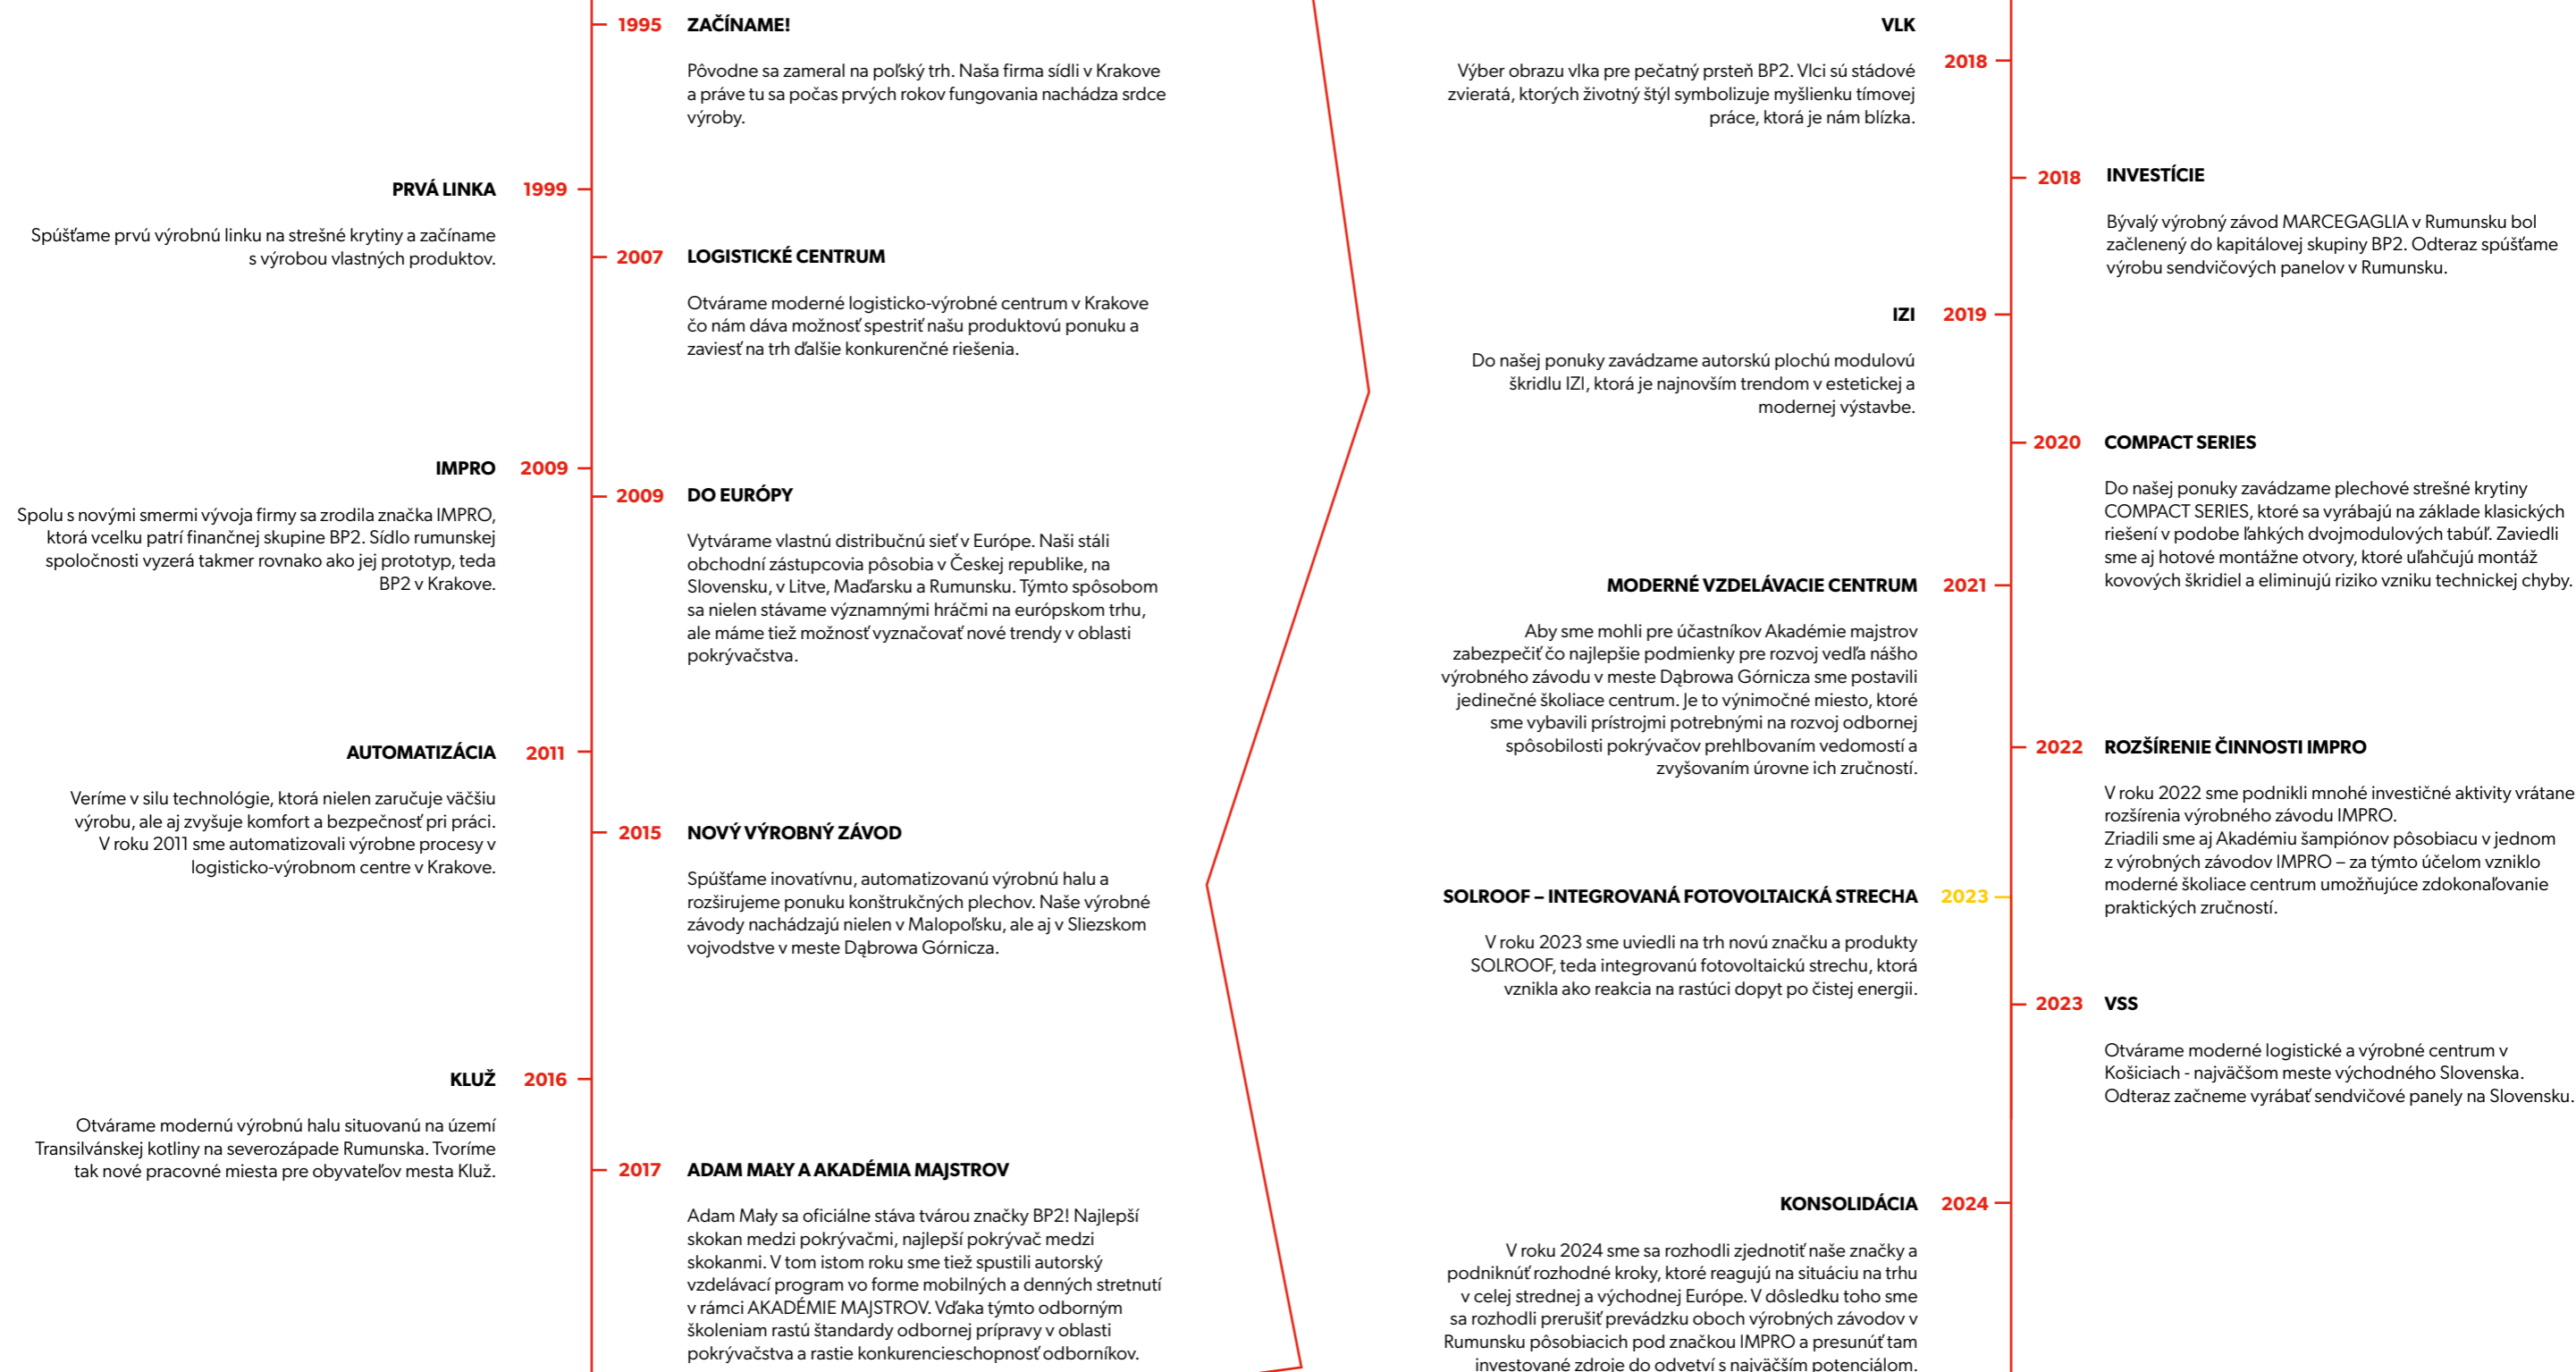 1995 ZAČÍNAME!
Pôvodne sa zameral na poľský trh. Naša firma sídli v Krakove
a práve tu sa počas prvých rokov fungovania nachádza srdce
výroby.
PRVÁ LINKA 1999
Spúšťame prvú výrobnú linku na strešné krytiny a začíname
s výrobou vlastných produktov.
2007 LOGISTICKÉ CENTRUM
Otvárame moderné logisticko-výrobné centrum v Krakove
čo nám dáva možnosť spestriť našu produktovú ponuku a
zaviesť na trh ďalšie konkurenčné riešenia.
IMPRO 2009
Spolu s novými smermi vývoja firmy sa zrodila značka IMPRO,
ktorá vcelku patrí finančnej skupine BP2. Sídlo rumunskej
spoločnosti vyzerá takmer rovnako ako jej prototyp, teda
BP2 v Krakove.
2009 DO EURÓPY
Vytvárame vlastnú distribučnú sieť v Európe. Naši stáli
obchodní zástupcovia pôsobia v Českej republike, na
Slovensku, v Litve, Maďarsku a Rumunsku. Týmto spôsobom
sa nielen stávame významnými hráčmi na európskom trhu,
ale máme tiež možnosť vyznačovať nové trendy v oblasti
pokrývačstva.
AUTOMATIZÁCIA 2011
Veríme v silu technológie, ktorá nielen zaručuje väčšiu
výrobu, ale aj zvyšuje komfort a bezpečnosť pri práci.
V roku 2011 sme automatizovali výrobne procesy v
logisticko-výrobnom centre v Krakove.
2015 NOVÝ VÝROBNÝ ZÁVOD
Spúšťame inovatívnu, automatizovanú výrobnú halu a
rozširujeme ponuku konštrukčných plechov. Naše výrobné
závody nachádzajú nielen v Malopoľsku, ale aj v Sliezskom
vojvodstve v meste Dąbrowa Górnicza.
KLUŽ 2016
Otvárame modernú výrobnú halu situovanú na území
Transilvánskej kotliny na severozápade Rumunska. Tvoríme
tak nové pracovné miesta pre obyvateľov mesta Kluž.
2017 ADAM MAŁY A AKADÉMIA MAJSTROV
Adam Mały sa oficiálne stáva tvárou značky BP2! Najlepší
skokan medzi pokrývačmi, najlepší pokrývač medzi
skokanmi. V tom istom roku sme tiež spustili autorský
vzdelávací program vo forme mobilných a denných stretnutí
v rámci AKADÉMIE MAJSTROV. Vďaka týmto odborným
školeniam rastú štandardy odbornej prípravy v oblasti
pokrývačstva a rastie konkurencieschopnosť odborníkov.
VLK
2018
Výber obrazu vlka pre pečatný prsteň BP2. Vlci sú stádové
zvieratá, ktorých životný štýl symbolizuje myšlienku tímovej
práce, ktorá je nám blízka.
2018 INVESTÍCIE
Bývalý výrobný závod MARCEGAGLIA v Rumunsku bol
začlenený do kapitálovej skupiny BP2. Odteraz spúšťame
výrobu sendvičových panelov v Rumunsku.
IZI 2019
Do našej ponuky zavádzame autorskú plochú modulovú
škridlu IZI, ktorá je najnovším trendom v estetickej a
modernej výstavbe.
2020 COMPACT SERIES
Do našej ponuky zavádzame plechové strešné krytiny
COMPACT SERIES, ktoré sa vyrábajú na základe klasických
riešení v podobe ľahkých dvojmodulových tabúľ. Zaviedli
sme aj hotové montážne otvory, ktoré uľahčujú montáž
kovových škridiel a eliminujú riziko vzniku technickej chyby.
MODERNÉ VZDELÁVACIE CENTRUM 2021
Aby sme mohli pre účastníkov Akadémie majstrov
zabezpečiť čo najlepšie podmienky pre rozvoj vedľa nášho
výrobného závodu v meste Dąbrowa Górnicza sme postavili
jedinečné školiace centrum. Je to výnimočné miesto, ktoré
sme vybavili prístrojmi potrebnými na rozvoj odbornej
spôsobilosti pokrývačov prehlbovaním vedomostí a
zvyšovaním úrovne ich zručností.
2022 ROZŠÍRENIE ČINNOSTI IMPRO
V roku 2022 sme podnikli mnohé investičné aktivity vrátane
rozšírenia výrobného závodu IMPRO.
Zriadili sme aj Akadémiu šampiónov pôsobiacu v jednom
z výrobných závodov IMPRO – za týmto účelom vzniklo
moderné školiace centrum umožňujúce zdokonaľovanie
praktických zručností.
SOLROOF – INTEGROVANÁ FOTOVOLTAICKÁ STRECHA 2023
V roku 2023 sme uviedli na trh novú značku a produkty
SOLROOF, teda integrovanú fotovoltaickú strechu, ktorá
vznikla ako reakcia na rastúci dopyt po čistej energii.
2023 VSS
Otvárame moderné logistické a výrobné centrum v
Košiciach - najväčšom meste východného Slovenska.
Odteraz začneme vyrábať sendvičové panely na Slovensku.
KONSOLIDÁCIA 2024
V roku 2024 sme sa rozhodli zjednotiť naše značky a
podniknúť rozhodné kroky, ktoré reagujú na situáciu na trhu
v celej strednej a východnej Európe. V dôsledku toho sme
sa rozhodli prerušiť prevádzku oboch výrobných závodov v
Rumunsku pôsobiacich pod značkou IMPRO a presunúť tam
investované zdroje do odvetví s najväčším potenciálom.